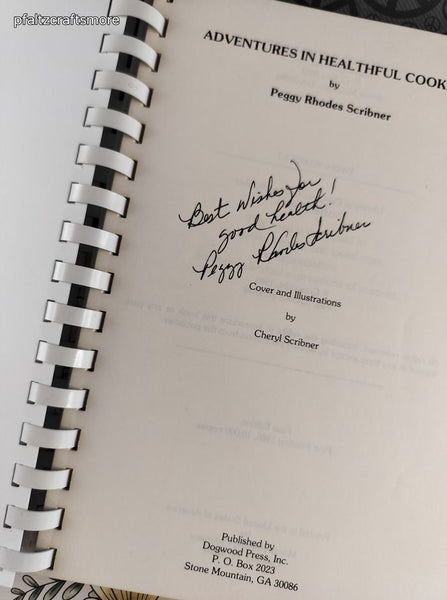 pfaltzcraftsmore
ADVENTURES IN HEALTHFUL COOK
by
Peggy Rhodes Scribner
Best Wishes for
good health!
Peggy Rhodes Scribner
Cover and Illustrations
by
Cheryl Scribner
Published by
Dogwood Press, Inc.
P. O. Box 2023
Stone Mountain, GA 30086